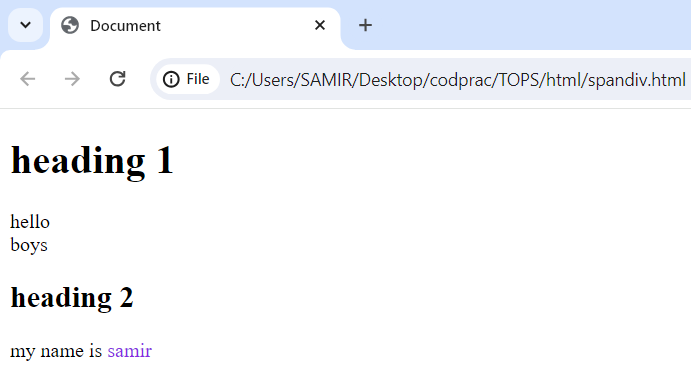 Document
File C:/Users/SAMIR/Desktop/codprac/TOPS/html/spandiv.html
heading 1
hello
boys
heading 2
my name is samir